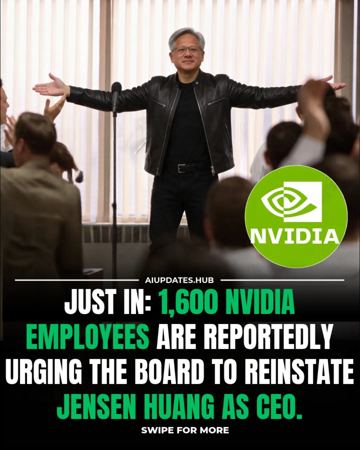 NVIDIA
AIUPDATES.HUB
JUST IN: 1,600 NVIDIA
EMPLOYEES ARE REPORTEDLY
URGING THE BOARD TO REINSTATE
JENSEN HUANG AS CEO.
SWIPE FOR MORE